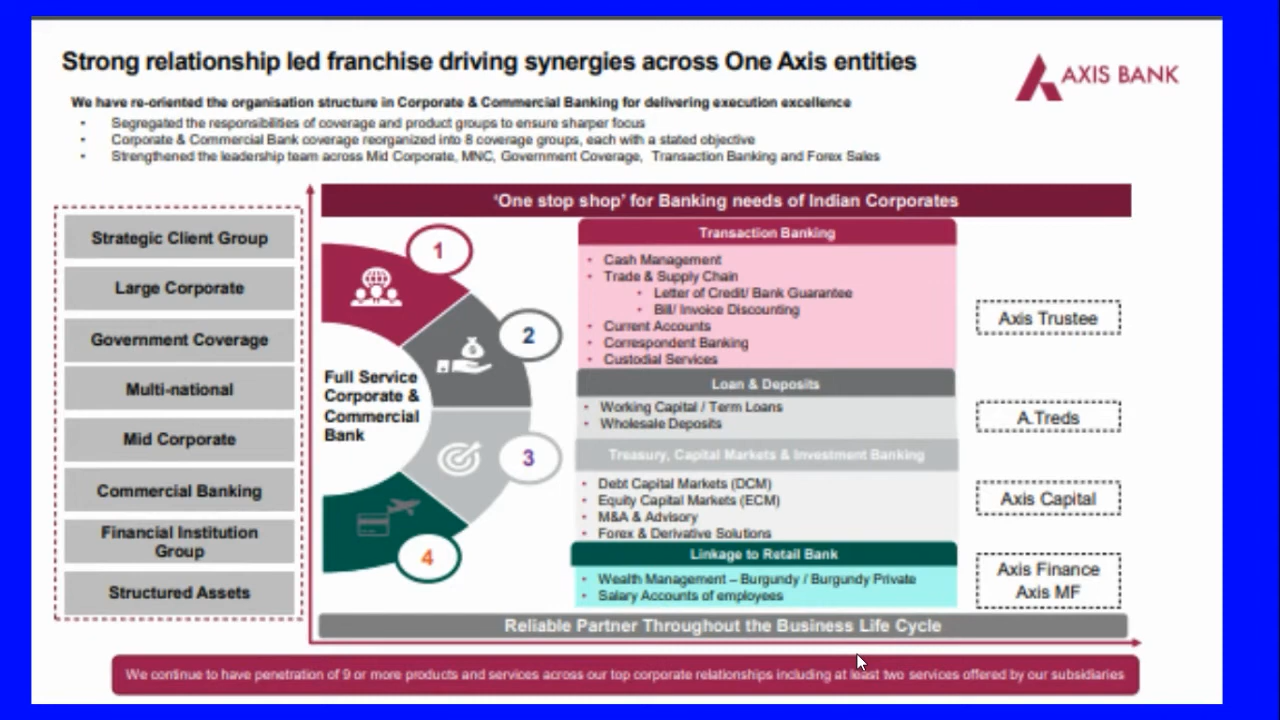 Strong relationship led franchise driving synergies across One Axis entities
AXIS BANK
We have re-oriented the organisation structure in Corporate & Commercial Banking for delivering execution excellence
• Segregated the responsibilities of coverage and product groups to ensure sharper focus
• Corporate & Commercial Bank coverage reorganized into 8 coverage groups, each with a stated objective
• Strengthened the leadership team across Mid Corporate, MNC, Government Coverage, Transaction Banking and Forex Sales
Strategic Client Group
Large Corporate
Government Coverage
Multi-national
Mid Corporate
Commercial Banking
Financial Institution
Group
Structured Assets
'One stop shop' for Banking needs of Indian Corporates
1
2
3
4
Full Service
Corporate &
Commercial
Bank
Transaction Banking
• Cash Management
• Trade & Supply Chain
• Letter of Credit/ Bank Guarantee
• Bill/ Invoice Discounting
• Current Accounts
• Correspondent Banking
• Custodial Services
Loan & Deposits
• Working Capital / Term Loans
• Wholesale Deposits
Treasury, Capital Markets & Investment Banking
• Debt Capital Markets (DCM)
• Equity Capital Markets (ECM)
• M&A & Advisory
• Forex & Derivative Solutions
Linkage to Retail Bank
• Wealth Management – Burgundy / Burgundy Private
• Salary Accounts of employees
Axis Trustee
A.Treds
Axis Capital
Axis Finance
Axis MF
Reliable Partner Throughout the Business Life Cycle
We continue to have penetration of 9 or more products and services across our top corporate relationships including at least two services offered by our subsidiaries